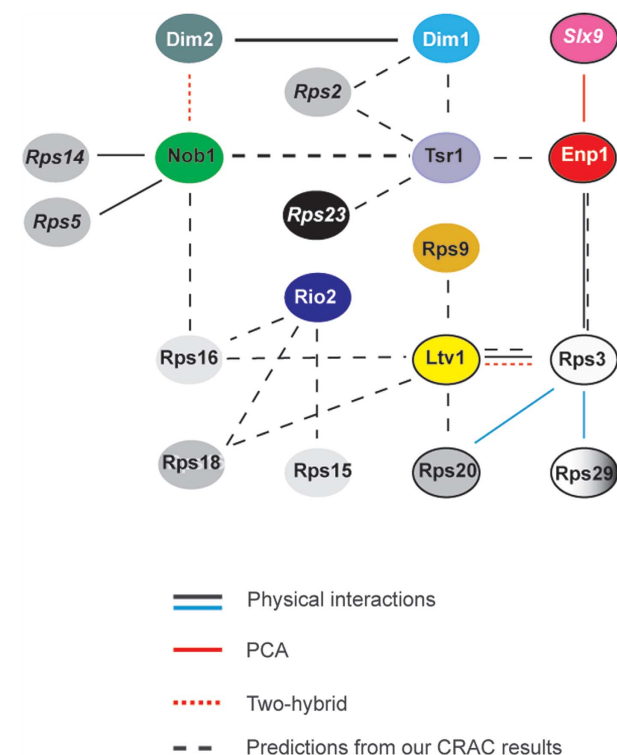 Dim2 Dim1 Slx9
Rps2
Rps14 Nob1 Tsr1 Enp1
Rps5 Rps23
Rps9
Rio2
Rps16 Ltv1 Rps3
Rps18 Rps15 Rps20 Rps29
Physical interactions
PCA
Two-hybrid
Predictions from our CRAC results